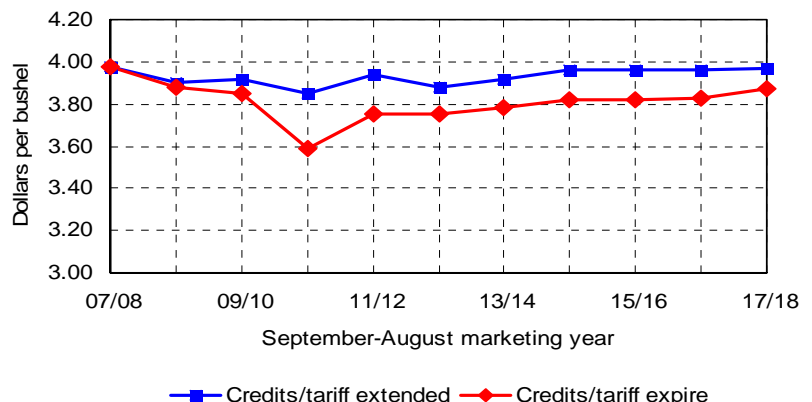 4.20
4.00
3.80
3.60
3.40
3.20
3.00
Dollars per bushel
07/08 09/10 11/12 13/14 15/16 17/18
September-August marketing year
Credits/tariff extended Credits/tariff expire